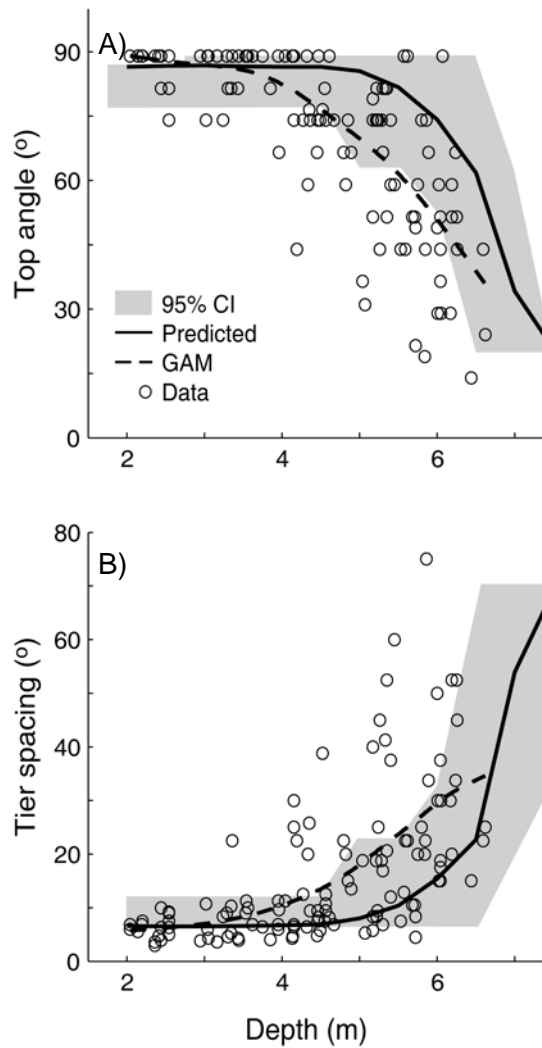 A)
90
60
30
0
Top angle (º)
95% CI
Predicted
GAM
Data
2
4
6
B)
80
60
40
20
0
Tier spacing (º)
2
4
6
Depth (m)